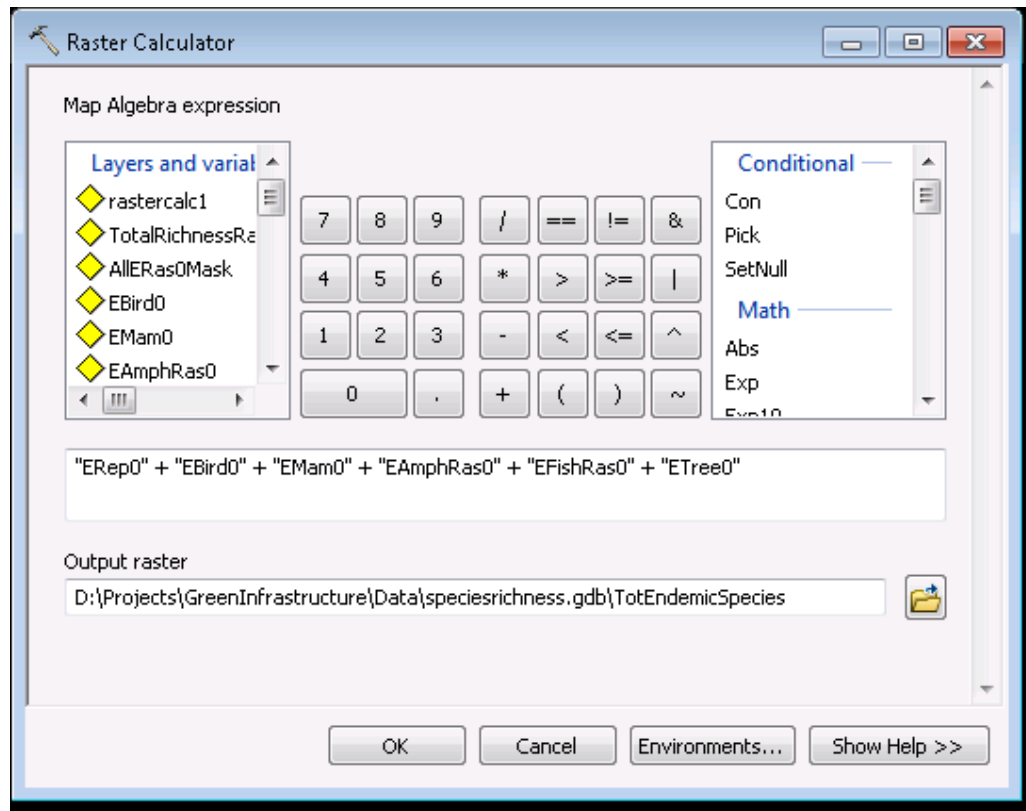 Raster Calculator
Map Algebra expression
Layers and variab
rastercalc1
TotalRichnessRa
AllERas0Mask
EBird0
EMam0
EAmphRas0
7 8 9 / == != &
4 5 6 * > >= |
1 2 3 - < <= ^
0 . + ( ) ~
Conditional
Con
Pick
SetNull
Math
Abs
Exp
Exp10
"ERep0" + "EBird0" + "EMam0" + "EAmphRas0" + "EFishRas0" + "ETree0"
Output raster
D:\Projects\GreenInfrastructure\Data\speciesrichness.gdb\TotEndemicSpecies
OK Cancel Environments... Show Help >>